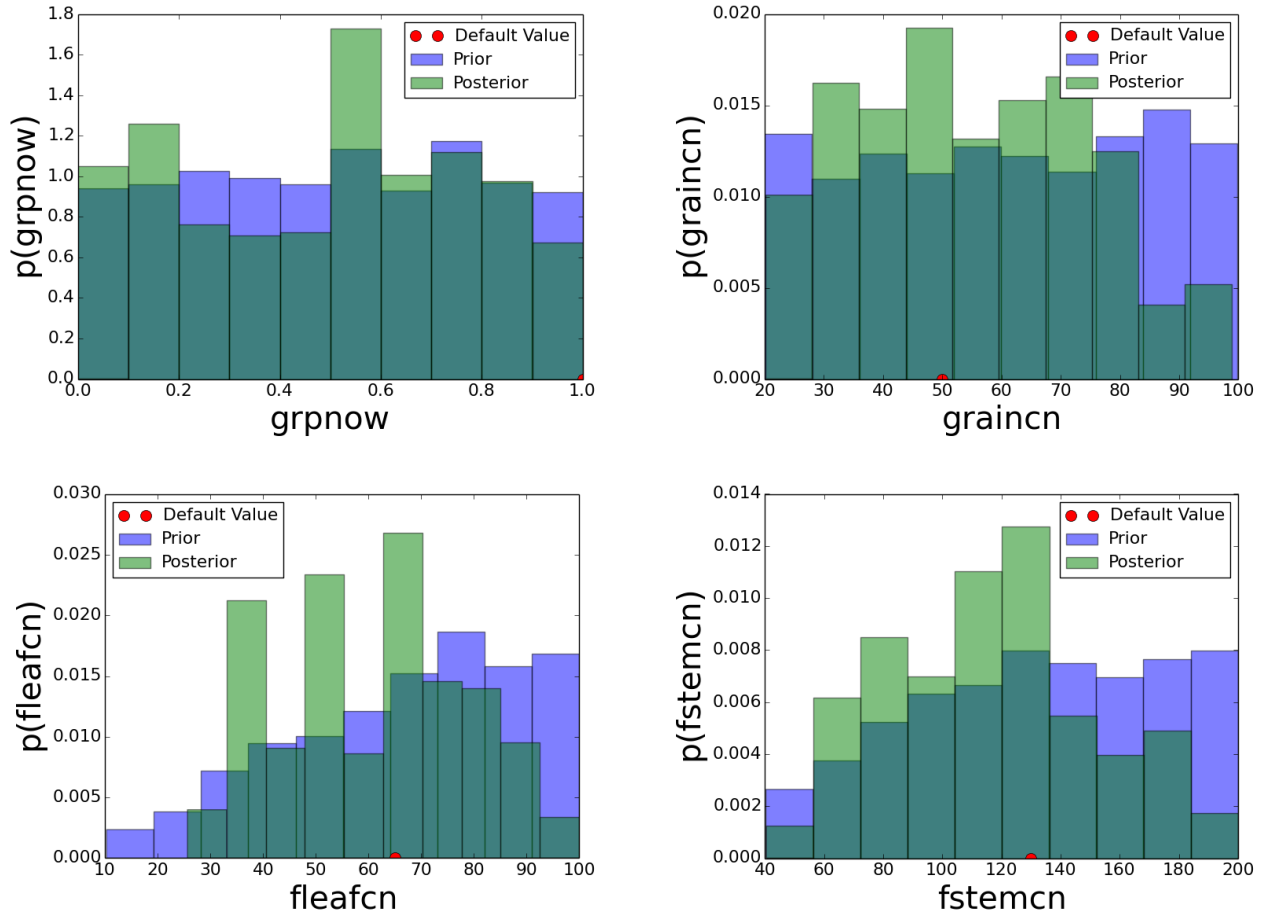 1.8
1.6
1.4
1.2
1.0
0.8
0.6
0.4
0.2
0.0
p(grpnow)
Default Value
Prior
Posterior
0.0 0.2 0.4 0.6 0.8 1.0
grpnow
0.020
0.015
0.010
0.005
0.000
p(graincn)
Default Value
Prior
Posterior
20 30 40 50 60 70 80 90 100
graincn
0.030
0.025
0.020
0.015
0.010
0.005
0.000
p(fleafcn)
Default Value
Prior
Posterior
10 20 30 40 50 60 70 80 90 100
fleafcn
0.014
0.012
0.010
0.008
0.006
0.004
0.002
0.000
p(fstemcn)
Default Value
Prior
Posterior
40 60 80 100 120 140 160 180 200
fstemcn